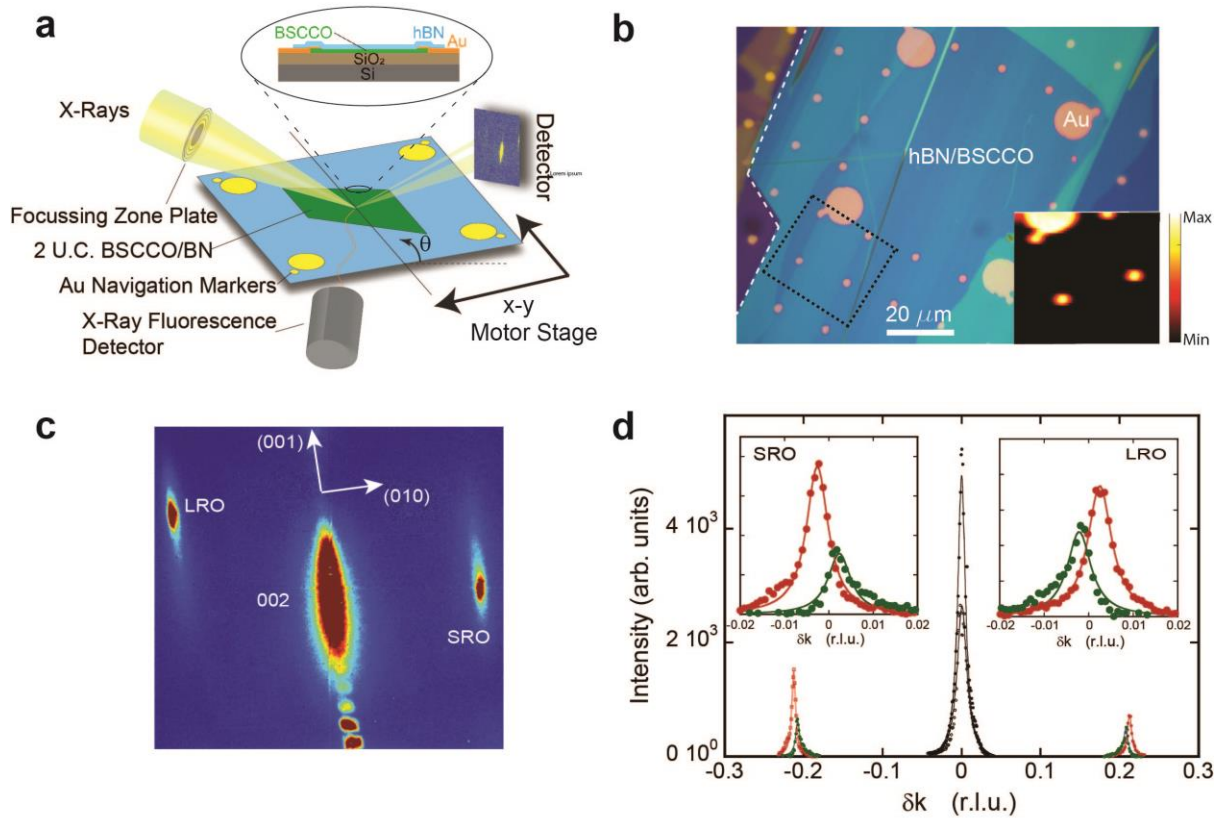 a
BSCCO
hBN
Au
SiO₂
Si
X-Rays
Detector
Lorem ipsum
Focussing Zone Plate
2 U.C. BSCCO/BN
θ
Au Navigation Markers
x-y
Motor Stage
X-Ray Fluorescence
Detector
b
Au
hBN/BSCCO
20 μm
Max
Min
c
(001)
(010)
LRO
002
SRO
d
Intensity (arb. units)
4 10³
2 10³
0 10⁰
-0.3 -0.2 -0.1 0 0.1 0.2 0.3
δk (r.l.u.)
SRO
-0.02 -0.01 0 0.01 0.02
δk (r.l.u.)
LRO
-0.02 -0.01 0 0.01 0.02
δk (r.l.u.)